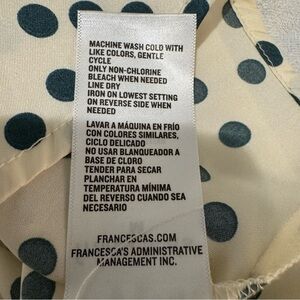 MACHINE WASH COLD WITH
LIKE COLORS, GENTLE
CYCLE
ONLY NON-CHLORINE
BLEACH WHEN NEEDED
LINE DRY
IRON ON LOWEST SETTING
ON REVERSE SIDE WHEN
NEEDED
LAVAR A MÁQUINA EN FRÍO
CON COLORES SIMILARES,
CICLO DELICADO
NO USAR BLANQUEADOR A
BASE DE CLORO
TENDER PARA SECAR
PLANCHAR EN
TEMPERATURA MÍNIMA
DEL REVERSO CUANDO SEA
NECESARIO
FRANCESCAS.COM
FRANCESCA'S ADMINISTRATIVE
MANAGEMENT INC.